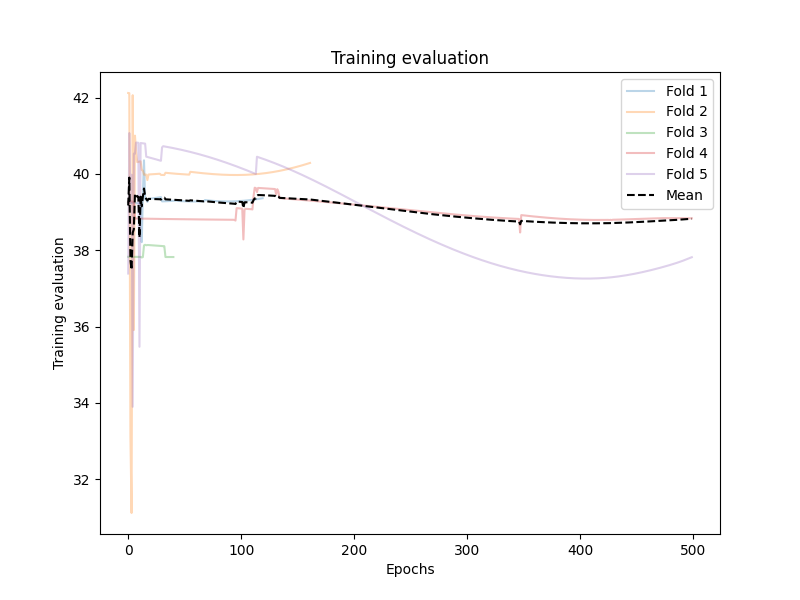 Training evaluation
Training evaluation
42
40
38
36
34
32
0
100
200
300
400
500
Epochs
Fold 1
Fold 2
Fold 3
Fold 4
Fold 5
Mean